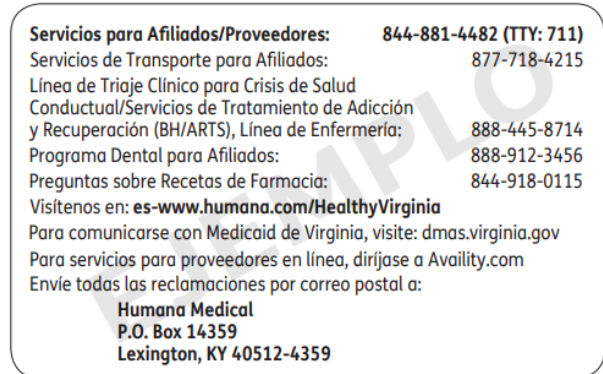 Servicios para Afiliados/Proveedores: 844-881-4482 (TTY: 711)
Servicios de Transporte para Afiliados: 877-718-4215
Línea de Triaje Clínico para Crisis de Salud
Conductual/Servicios de Tratamiento de Adicción
y Recuperación (BH/ARTS), Línea de Enfermería: 888-445-8714
Programa Dental para Afiliados: 888-912-3456
Preguntas sobre Recetas de Farmacia: 844-918-0115
Visítenos en: es-www.humana.com/HealthyVirginia
Para comunicarse con Medicaid de Virginia, visite: dmas.virginia.gov
Para servicios para proveedores en línea, diríjase a Availity.com
Envíe todas las reclamaciones por correo postal a:
Humana Medical
P.O. Box 14359
Lexington, KY 40512-4359
EJEMPLO